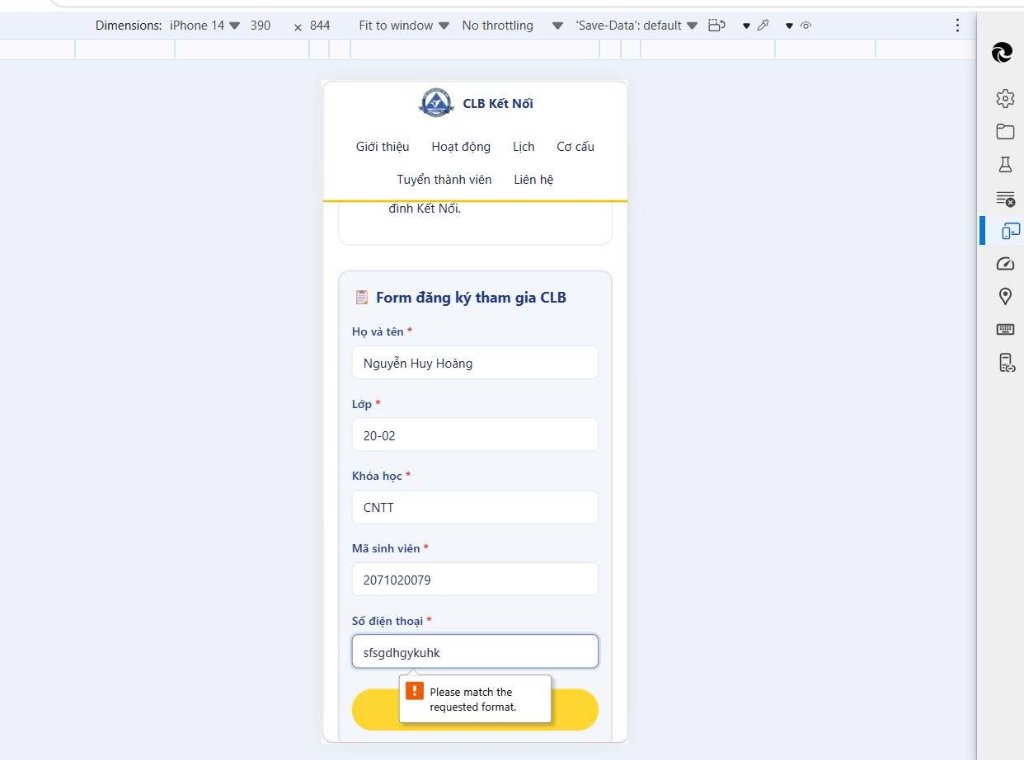 Dimensions: iPhone 14 390 x 844 Fit to window No throttling 'Save-Data': default
CLB Kết Nối
Giới thiệu Hoạt động Lịch Cơ cấu
Tuyển thành viên Liên hệ
đình Kết Nối.
Form đăng ký tham gia CLB
Họ và tên *
Nguyễn Huy Hoàng
Lớp *
20-02
Khóa học *
CNTT
Mã sinh viên *
2071020079
Số điện thoại *
sfsgdhgykuhk
Please match the
requested format.